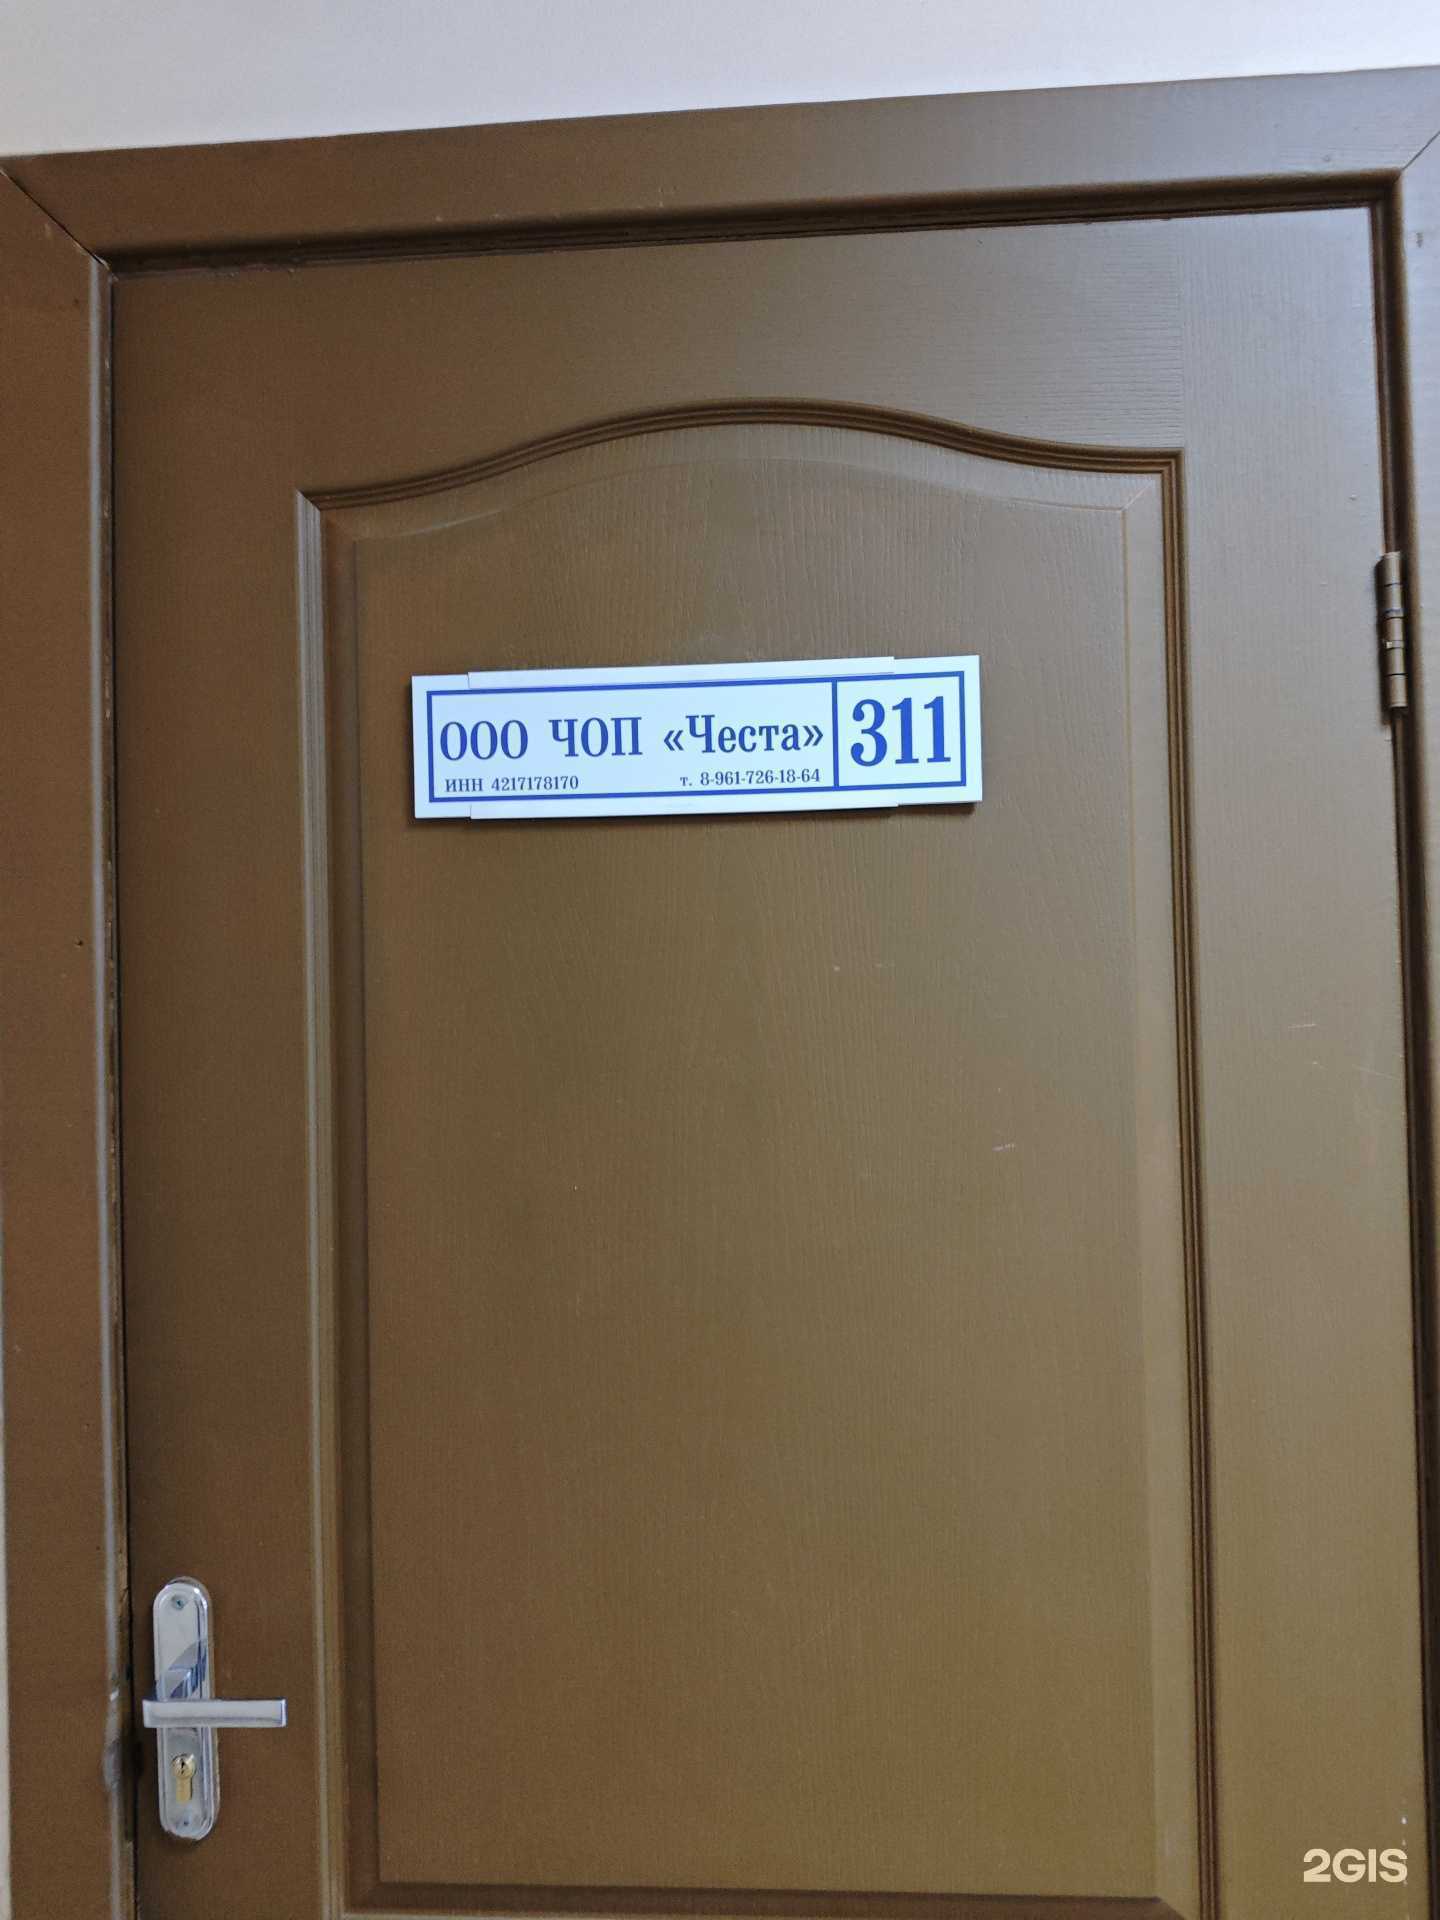 ООО ЧОП «Честа»
311
ИНН 4217178170
т. 8-961-726-18-64
2GIS